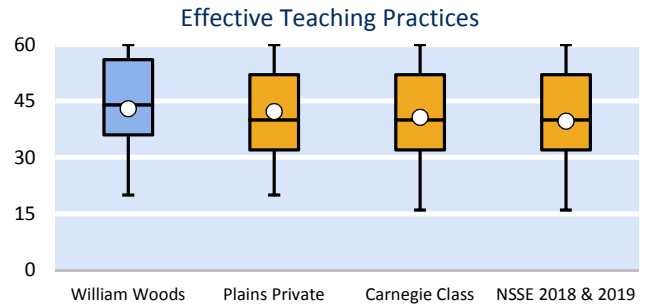 Effective Teaching Practices
60
45
30
15
0
William Woods Plains Private Carnegie Class NSSE 2018 & 2019